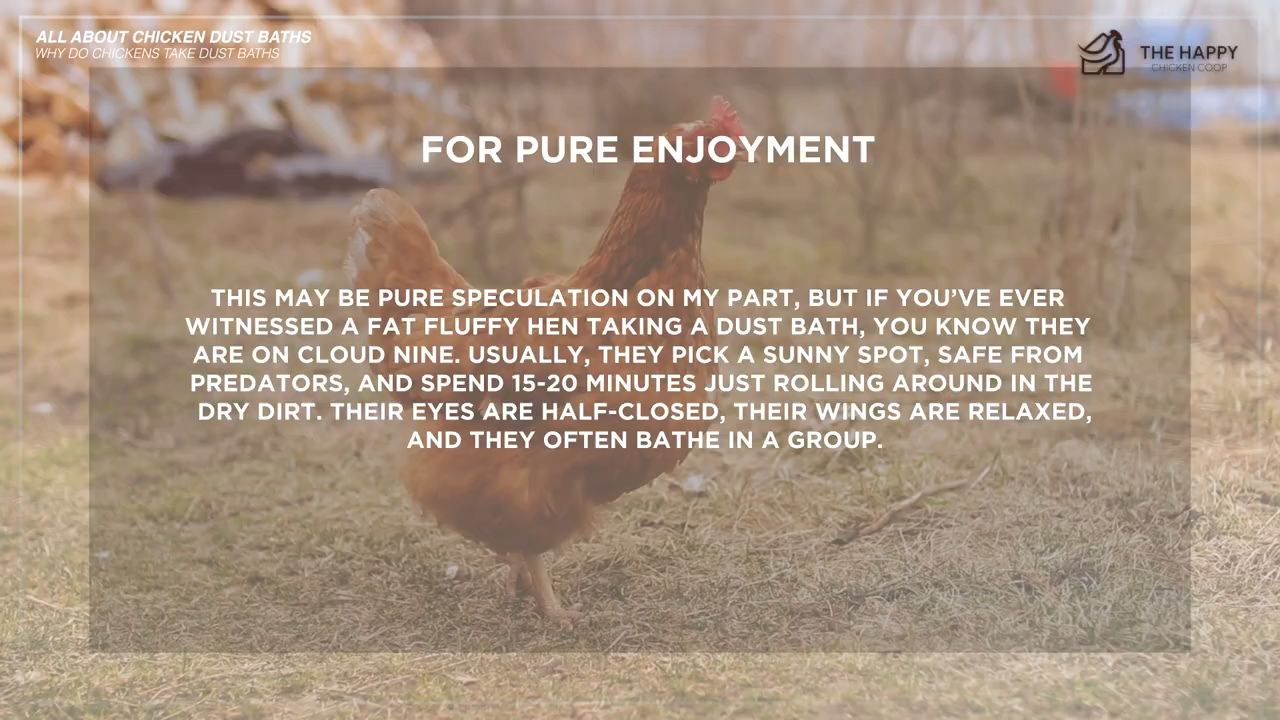 ALL ABOUT CHICKEN DUST BATHS
WHY DO CHICKENS TAKE DUST BATHS
THE HAPPY
CHICKEN COOP
FOR PURE ENJOYMENT
THIS MAY BE PURE SPECULATION ON MY PART, BUT IF YOU'VE EVER
WITNESSED A FAT FLUFFY HEN TAKING A DUST BATH, YOU KNOW THEY
ARE ON CLOUD NINE. USUALLY, THEY PICK A SUNNY SPOT, SAFE FROM
PREDATORS, AND SPEND 15-20 MINUTES JUST ROLLING AROUND IN THE
DRY DIRT. THEIR EYES ARE HALF-CLOSED, THEIR WINGS ARE RELAXED,
AND THEY OFTEN BATHE IN A GROUP.